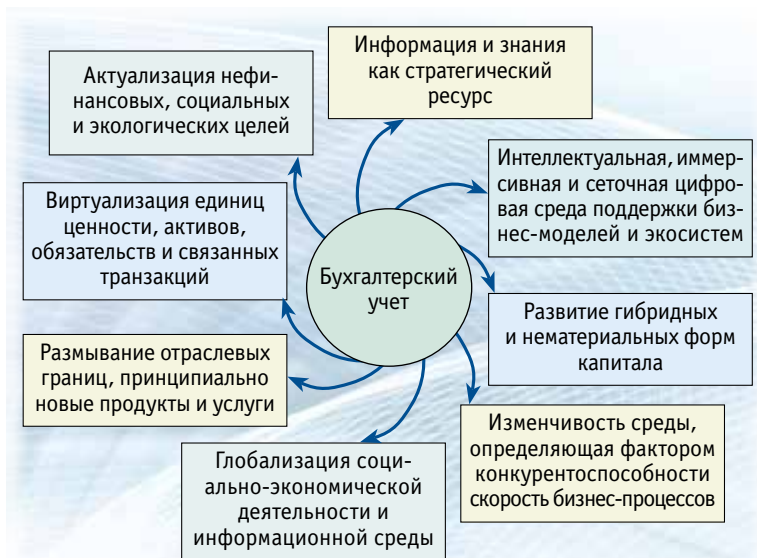 Информация и знания
как стратегический
ресурс
Актуализация нефи-
нансовых, социальных
и экологических целей
Интеллектуальная, иммер-
сивная и сеточная цифро-
вая среда поддержки биз-
нес-моделей и экосистем
Виртуализация единиц
ценности, активов,
обязательств и связанных
транзакций
Бухгалтерский
учет
Развитие гибридных
и нематериальных форм
капитала
Размывание отраслевых
границ, принципиально
новые продукты и услуги
Изменчивость среды,
определяющая фактором
конкурентоспособности
скорость бизнес-процессов
Глобализация соци-
ально-экономической
деятельности и
информационной среды